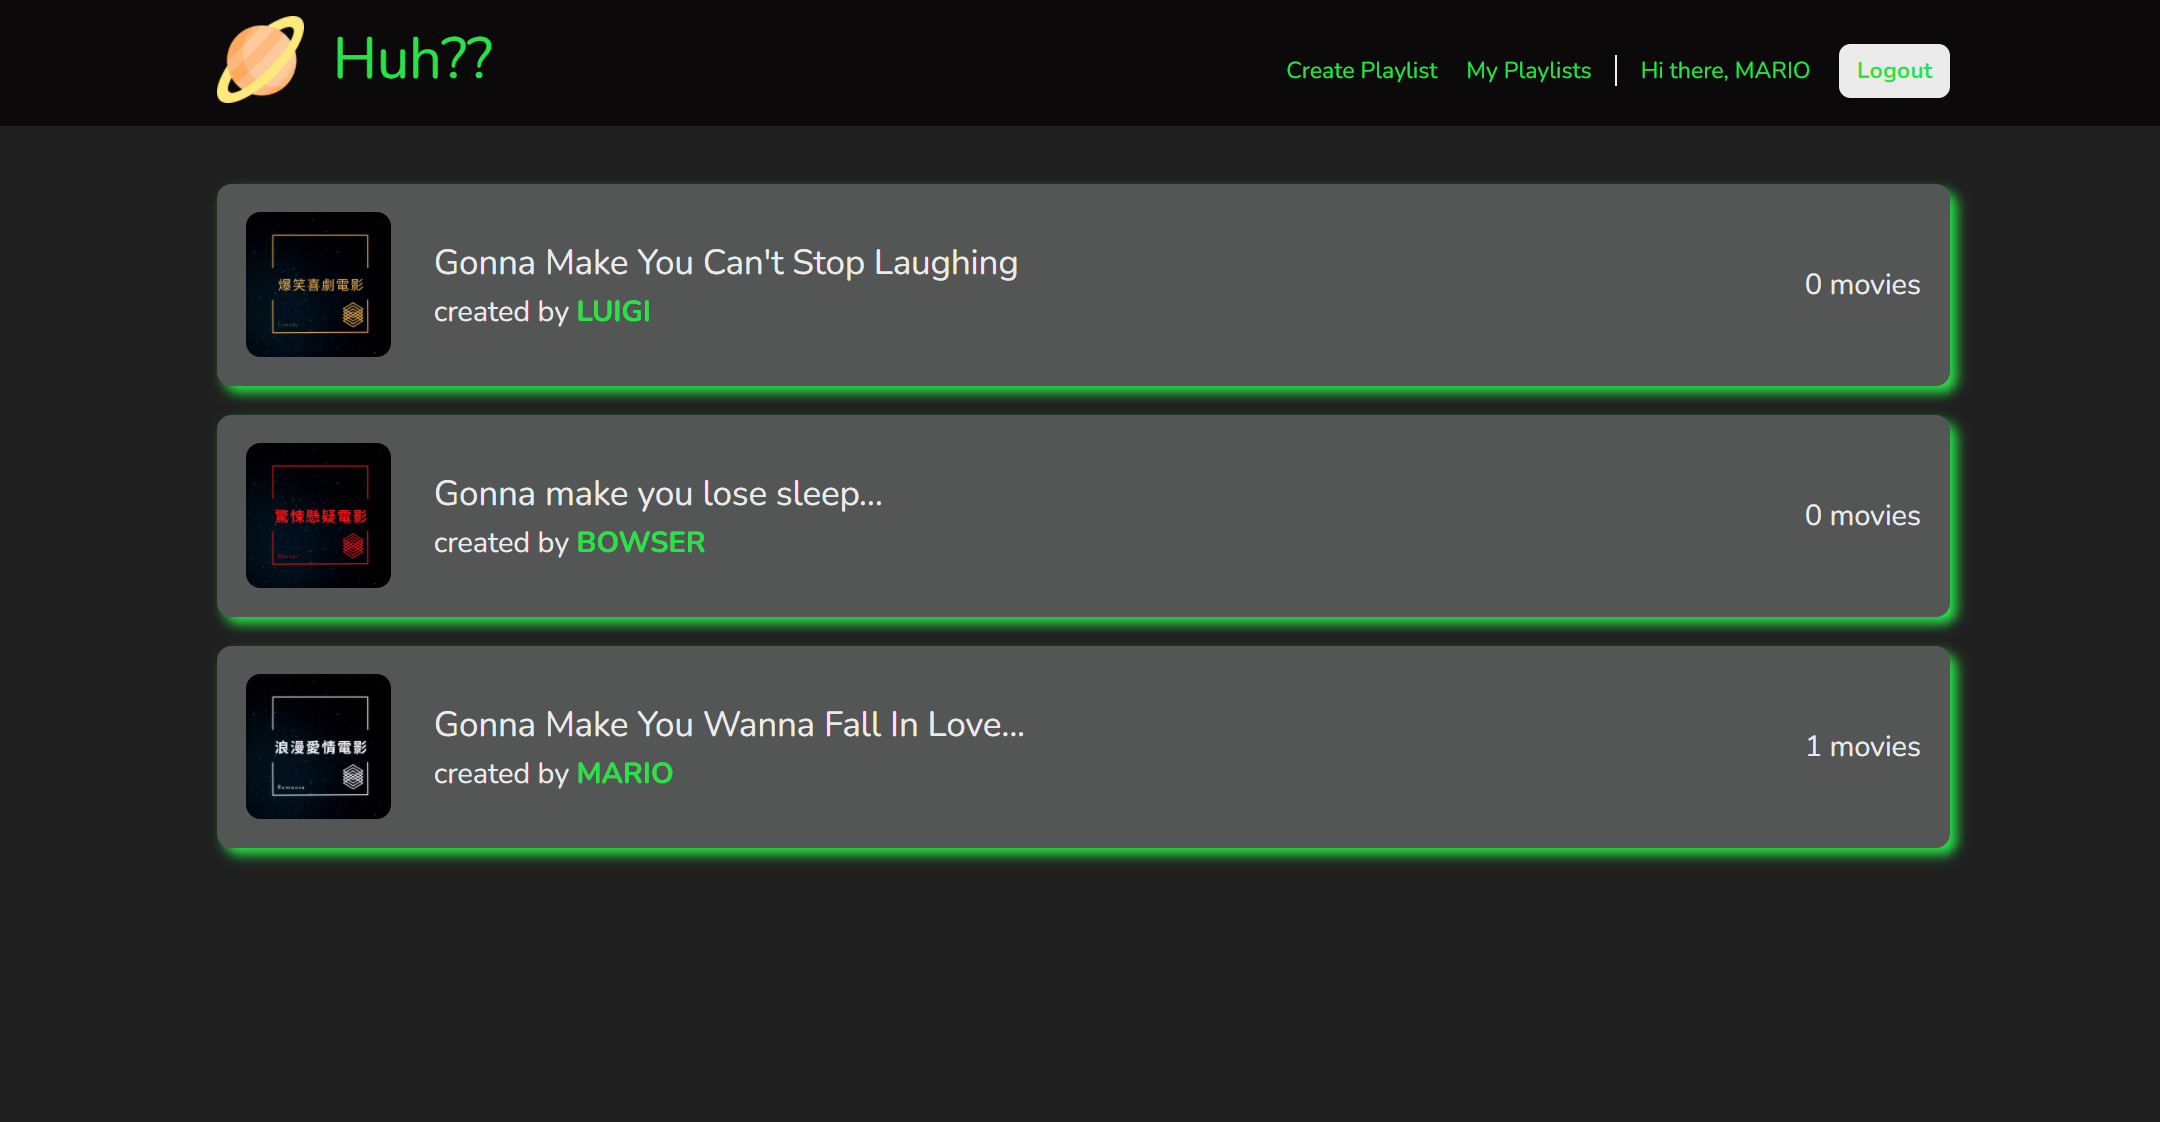 Huh??
Create Playlist
My Playlists
Hi there, MARIO
Logout
爆笑喜劇電影
Comedy
Gonna Make You Can't Stop Laughing
created by LUIGI
0 movies
驚悚懸疑電影
Gonna make you lose sleep...
created by BOWSER
0 movies
浪漫愛情電影
Romance
Gonna Make You Wanna Fall In Love...
created by MARIO
1 movies